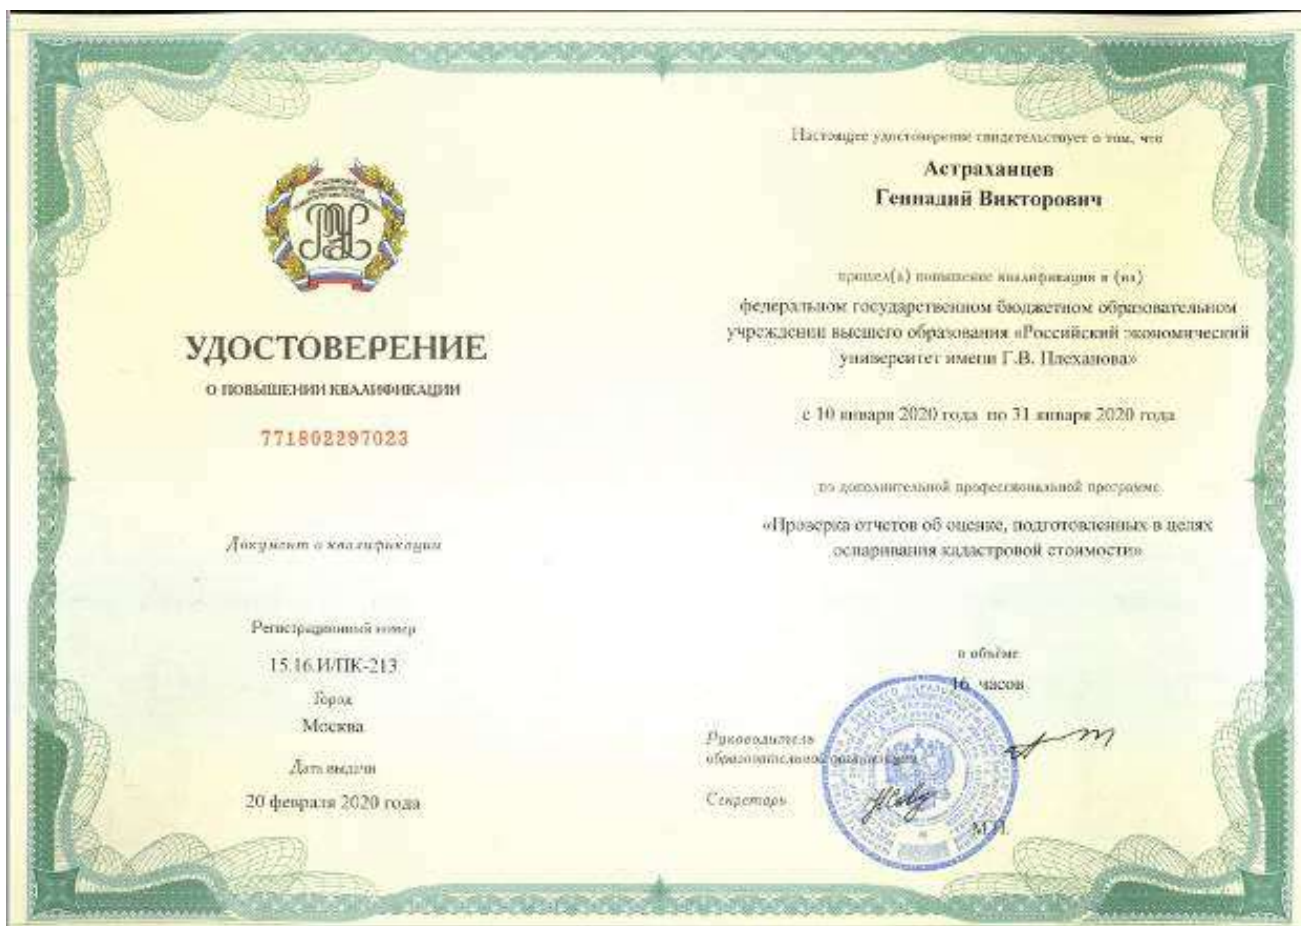 УДОСТОВЕРЕНИЕ
О ПОВЫШЕНИИ КВАЛИФИКАЦИИ
771802297023
Документ о квалификации
Регистрационный номер
15.16.И/ПК-213
Город
Москва
Дата выдачи
20 февраля 2020 года
Настоящее удостоверение свидетельствует о том, что
Астраханцев
Геннадий Викторович
прошел(а) повышение квалификации в (на)
федеральном государственном бюджетном образовательном
учреждении высшего образования «Российский экономический
университет имени Г.В. Плеханова»
с 10 января 2020 года по 31 января 2020 года
по дополнительной профессиональной программе
«Проверка отчетов об оценке, подготовленных в целях
оспаривания кадастровой стоимости»
в объёме
16 часов
Руководитель
образовательной организации
Секретарь
М.П.